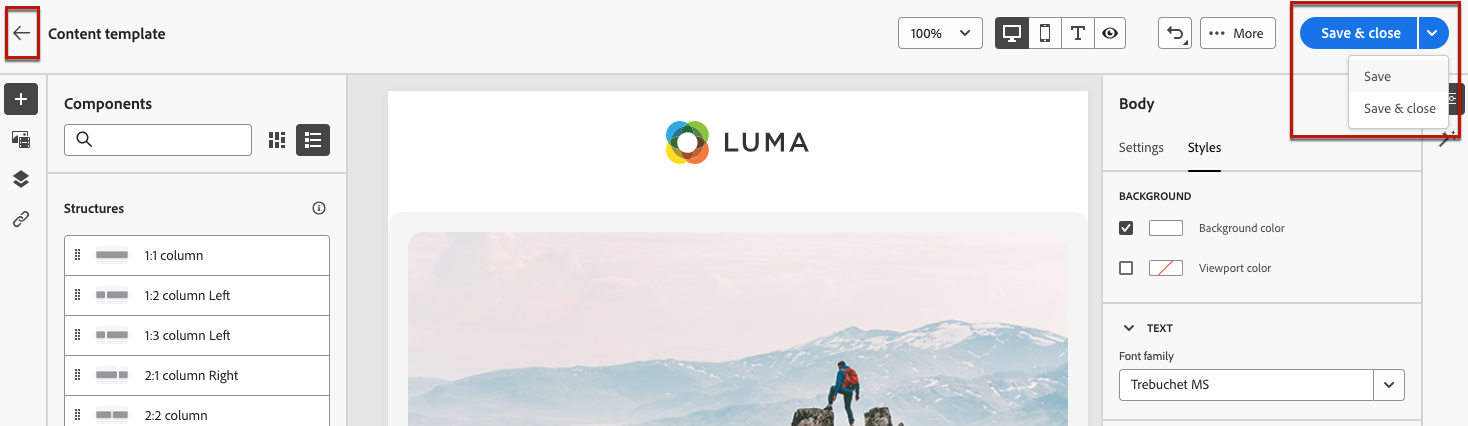 Content template
100%
T
More
Save & close
Save
Save & close
Components
Structures
1:1 column
1:2 column Left
1:3 column Left
2:1 column Right
2:2 column
LUMA
Body
Settings
Styles
BACKGROUND
Background color
Viewport color
TEXT
Font family
Trebuchet MS